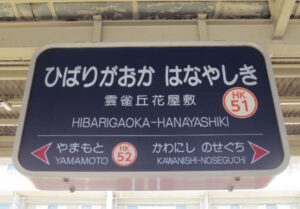 ひばりがおか はなやしき
雲雀丘花屋敷
HK
51
HIBARIGAOKA-HANAYASHIKI
やまもと
YAMAMOTO
HK
52
かわにし のせぐち
KAWANISHI-NOSEGUCHI